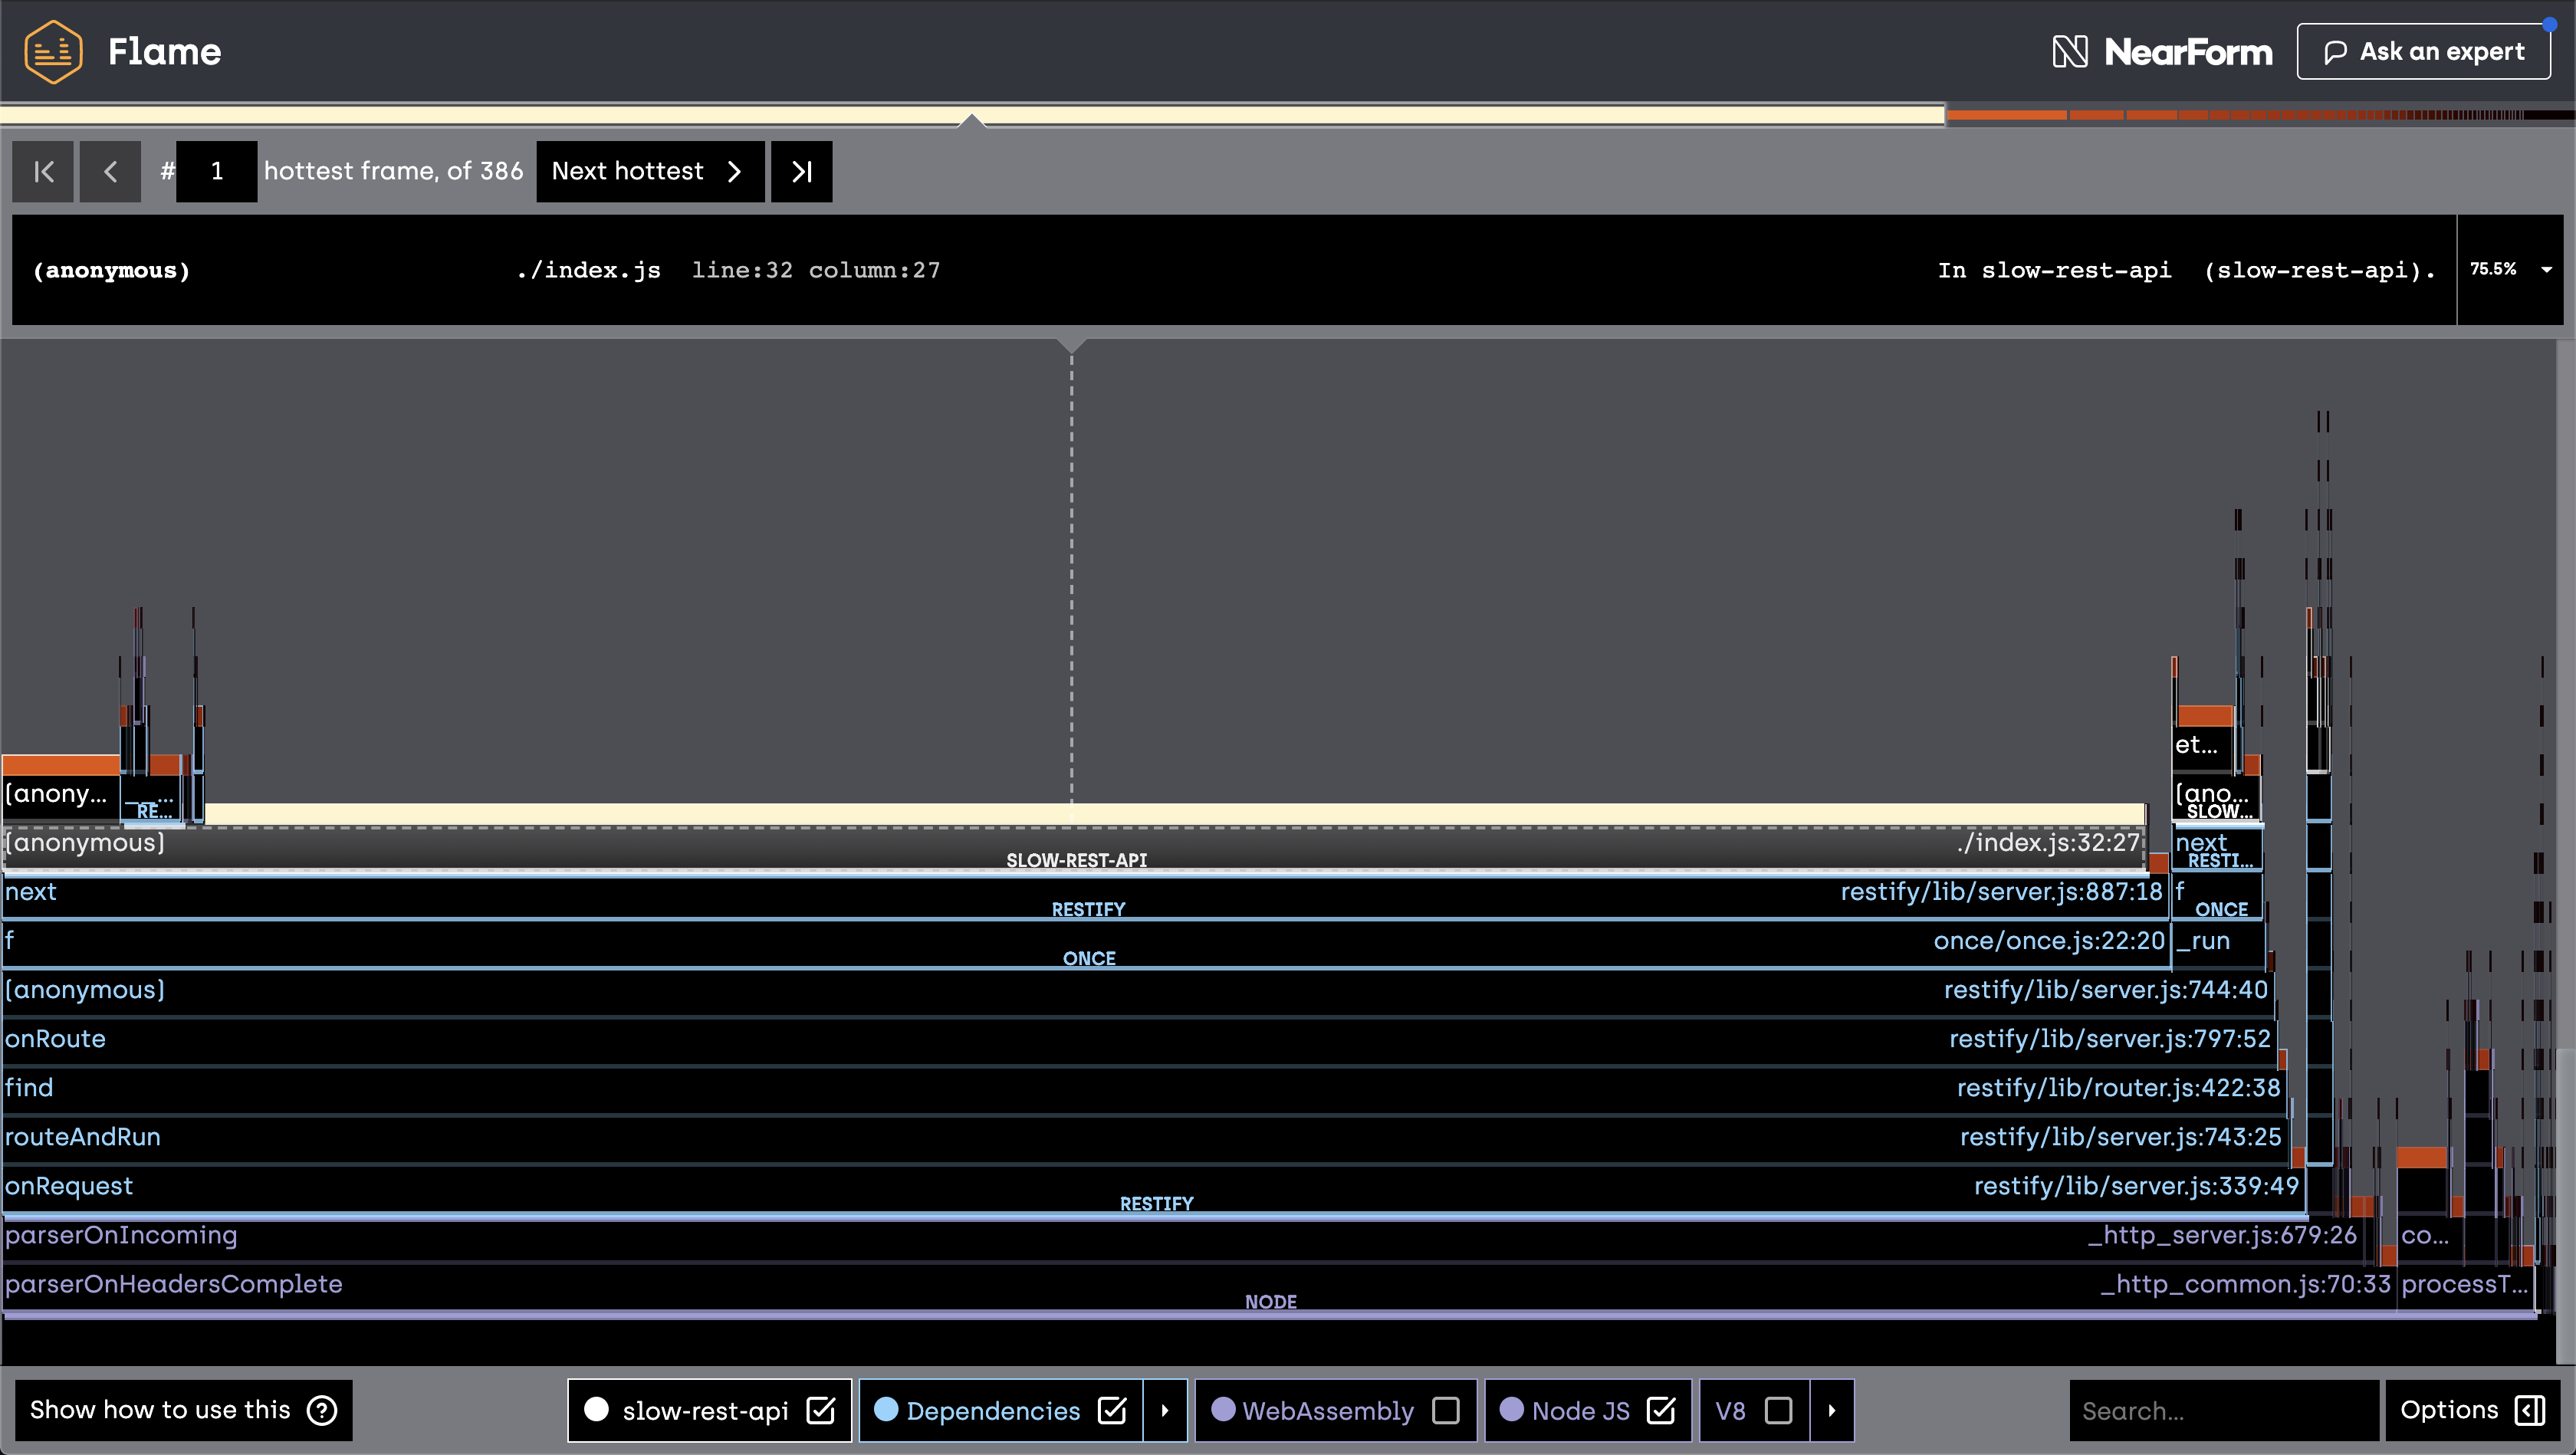 Flame
NearForm
Ask an expert
# 1 hottest frame, of 386 Next hottest
(anonymous) ./index.js line:32 column:27 In slow-rest-api (slow-rest-api). 75.5%
et...
(anony... __... (ano...
RE... SLOW...
(anonymous) ./index.js:32:27 next
SLOW-REST-API RESTI...
next restify/lib/server.js:887:18 f
RESTIFY ONCE
f once/once.js:22:20 _run
ONCE
(anonymous) restify/lib/server.js:744:40
onRoute restify/lib/server.js:797:52
find restify/lib/router.js:422:38
routeAndRun restify/lib/server.js:743:25
onRequest restify/lib/server.js:339:49
RESTIFY
parserOnIncoming _http_server.js:679:26 co...
parserOnHeadersComplete _http_common.js:70:33 processT...
NODE
Show how to use this ? slow-rest-api Dependencies WebAssembly Node JS V8 Search... Options